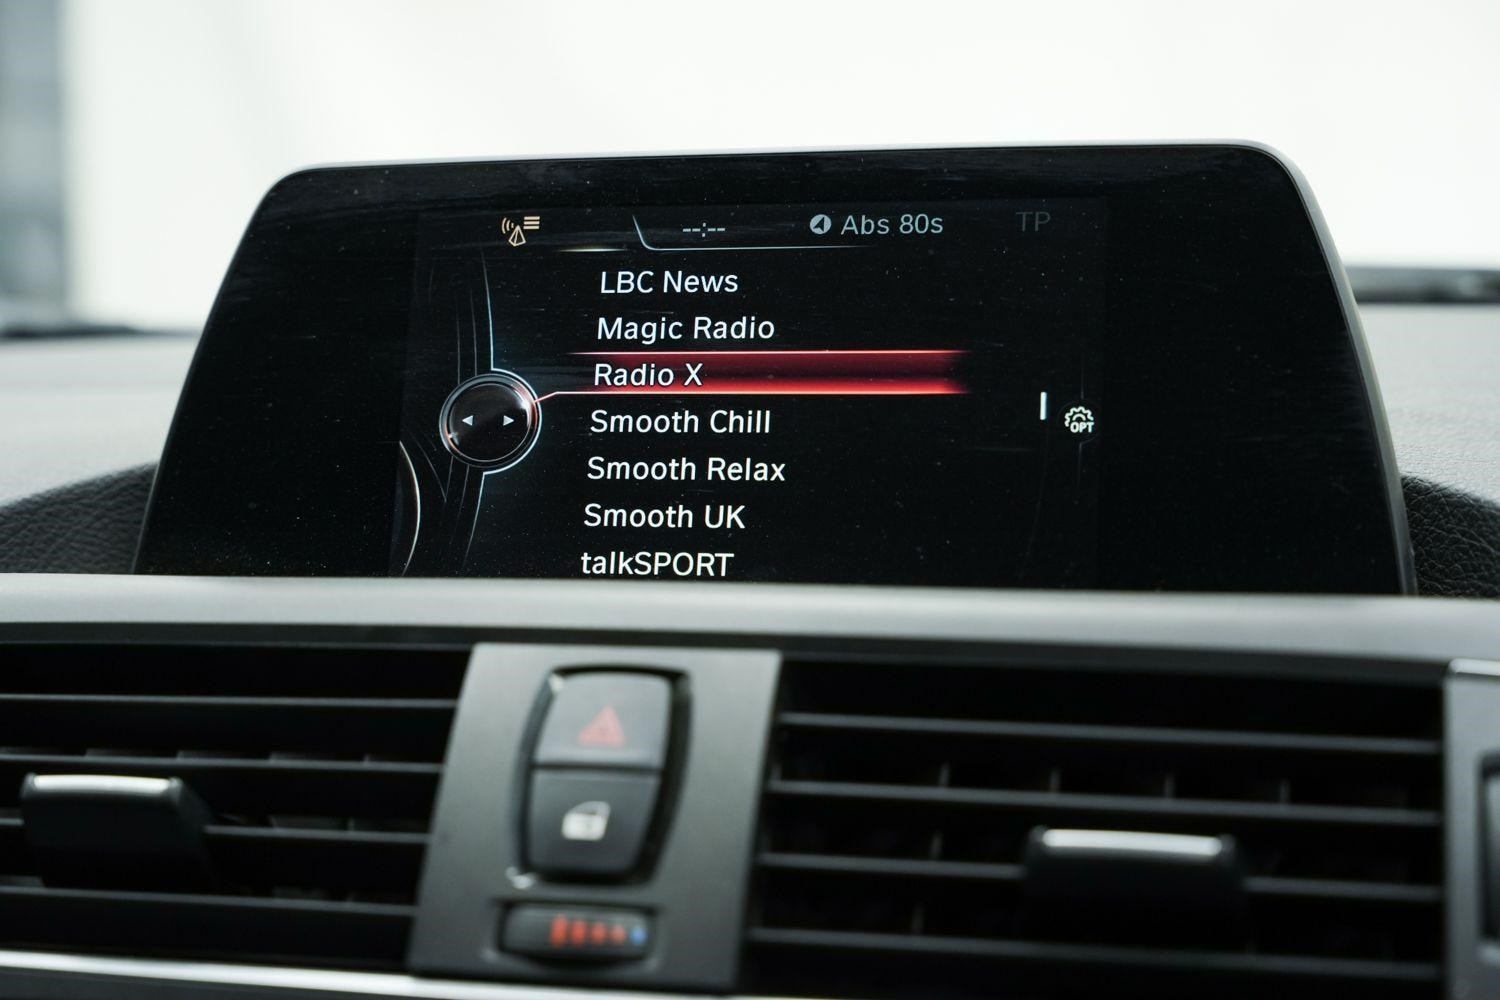 --:-- Abs 80s TP
LBC News
Magic Radio
Radio X
Smooth Chill
OPT
Smooth Relax
Smooth UK
talkSPORT